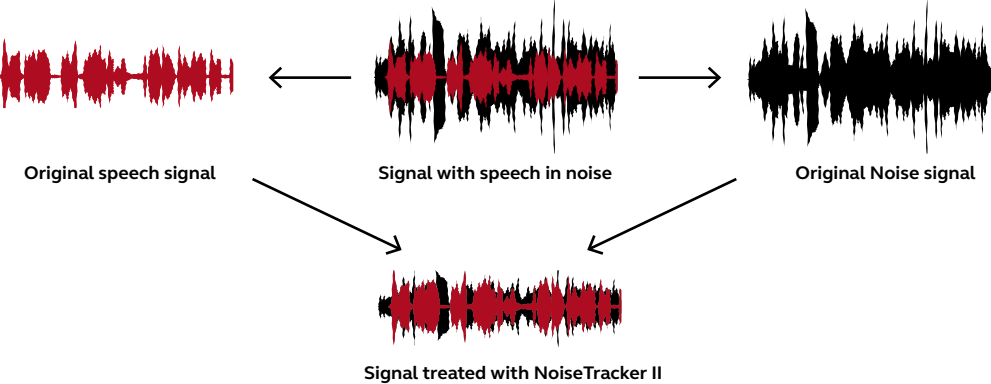 Original speech signal
Signal with speech in noise
Original Noise signal
Signal treated with NoiseTracker II